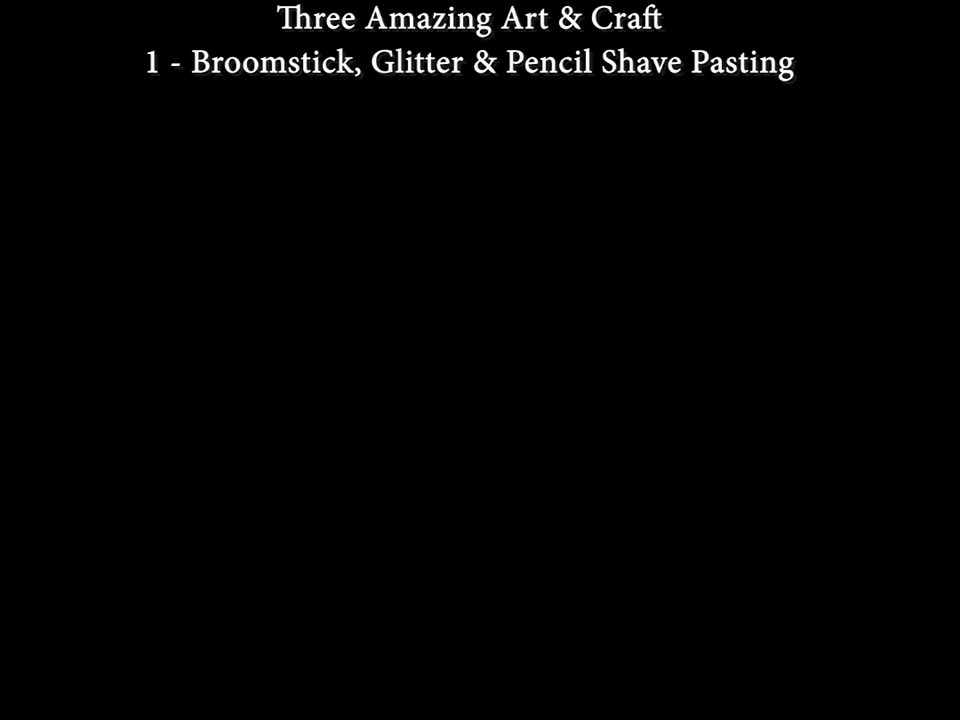 Three Amazing Art & Craft
1 - Broomstick, Glitter & Pencil Shave Pasting